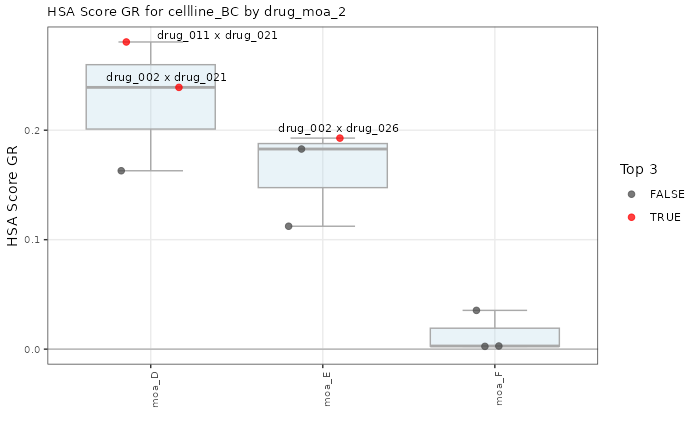 HSA Score GR for cellline_BC by drug_moa_2
drug_011 x drug_021
drug_002 x drug_021
drug_002 x drug_026
HSA Score GR
0.2
0.1
0.0
moa_D
moa_E
moa_F
Top 3
FALSE
TRUE